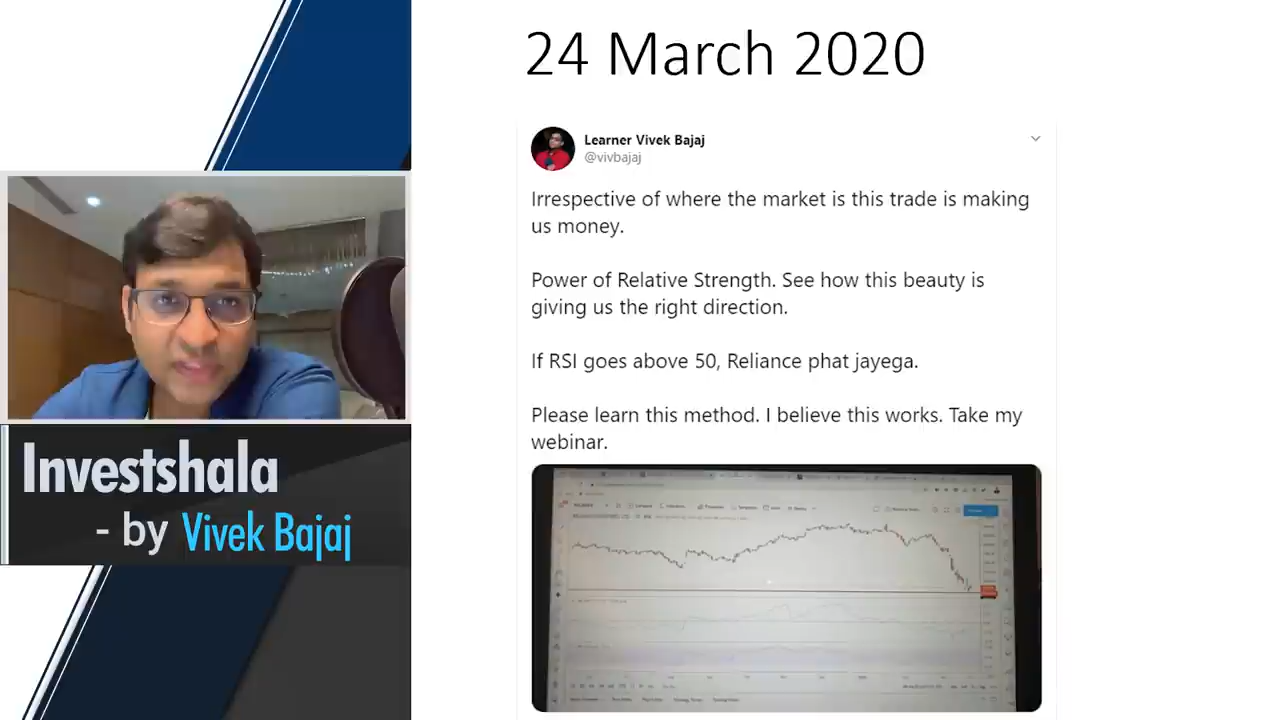 24 March 2020
Learner Vivek Bajaj
@vivbajaj
Irrespective of where the market is this trade is making
us money.
Power of Relative Strength. See how this beauty is
giving us the right direction.
If RSI goes above 50, Reliance phat jayega.
Please learn this method. I believe this works. Take my
webinar.
Investshala
- by Vivek Bajaj